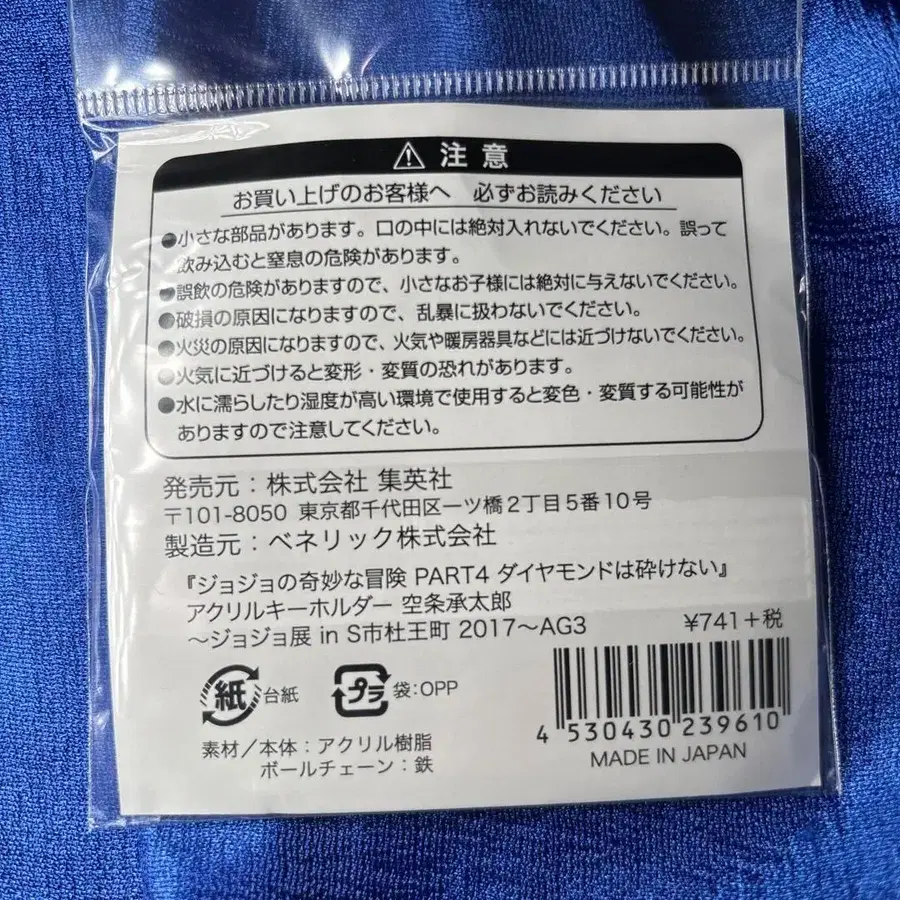 ⚠ 注意
お買い上げのお客様へ 必ずお読みください
●小さな部品があります。口の中には絶対入れないでください。誤って
飲み込むと窒息の危険があります。
●誤飲の危険がありますので、小さなお子様には絶対に与えないでください。
●破損の原因になりますので、乱暴に扱わないでください。
●火災の原因になりますので、火気や暖房器具などには近づけないでください。
●火気に近づけると変形・変質の恐れがあります。
●水に濡らしたり湿度が高い環境で使用すると変色・変質する可能性が
ありますので注意してください。
発売元：株式会社 集英社
〒101-8050 東京都千代田区一ツ橋2丁目5番10号
製造元：ベネリック株式会社
『ジョジョの奇妙な冒険 PART4 ダイヤモンドは砕けない』
アクリルキーホルダー 空条承太郎
～ジョジョ展 in S市杜王町 2017～AG3 ¥741+税
紙 台紙 プラ 袋：OPP
4 530430 239610
素材／本体：アクリル樹脂
ボールチェーン：鉄
MADE IN JAPAN